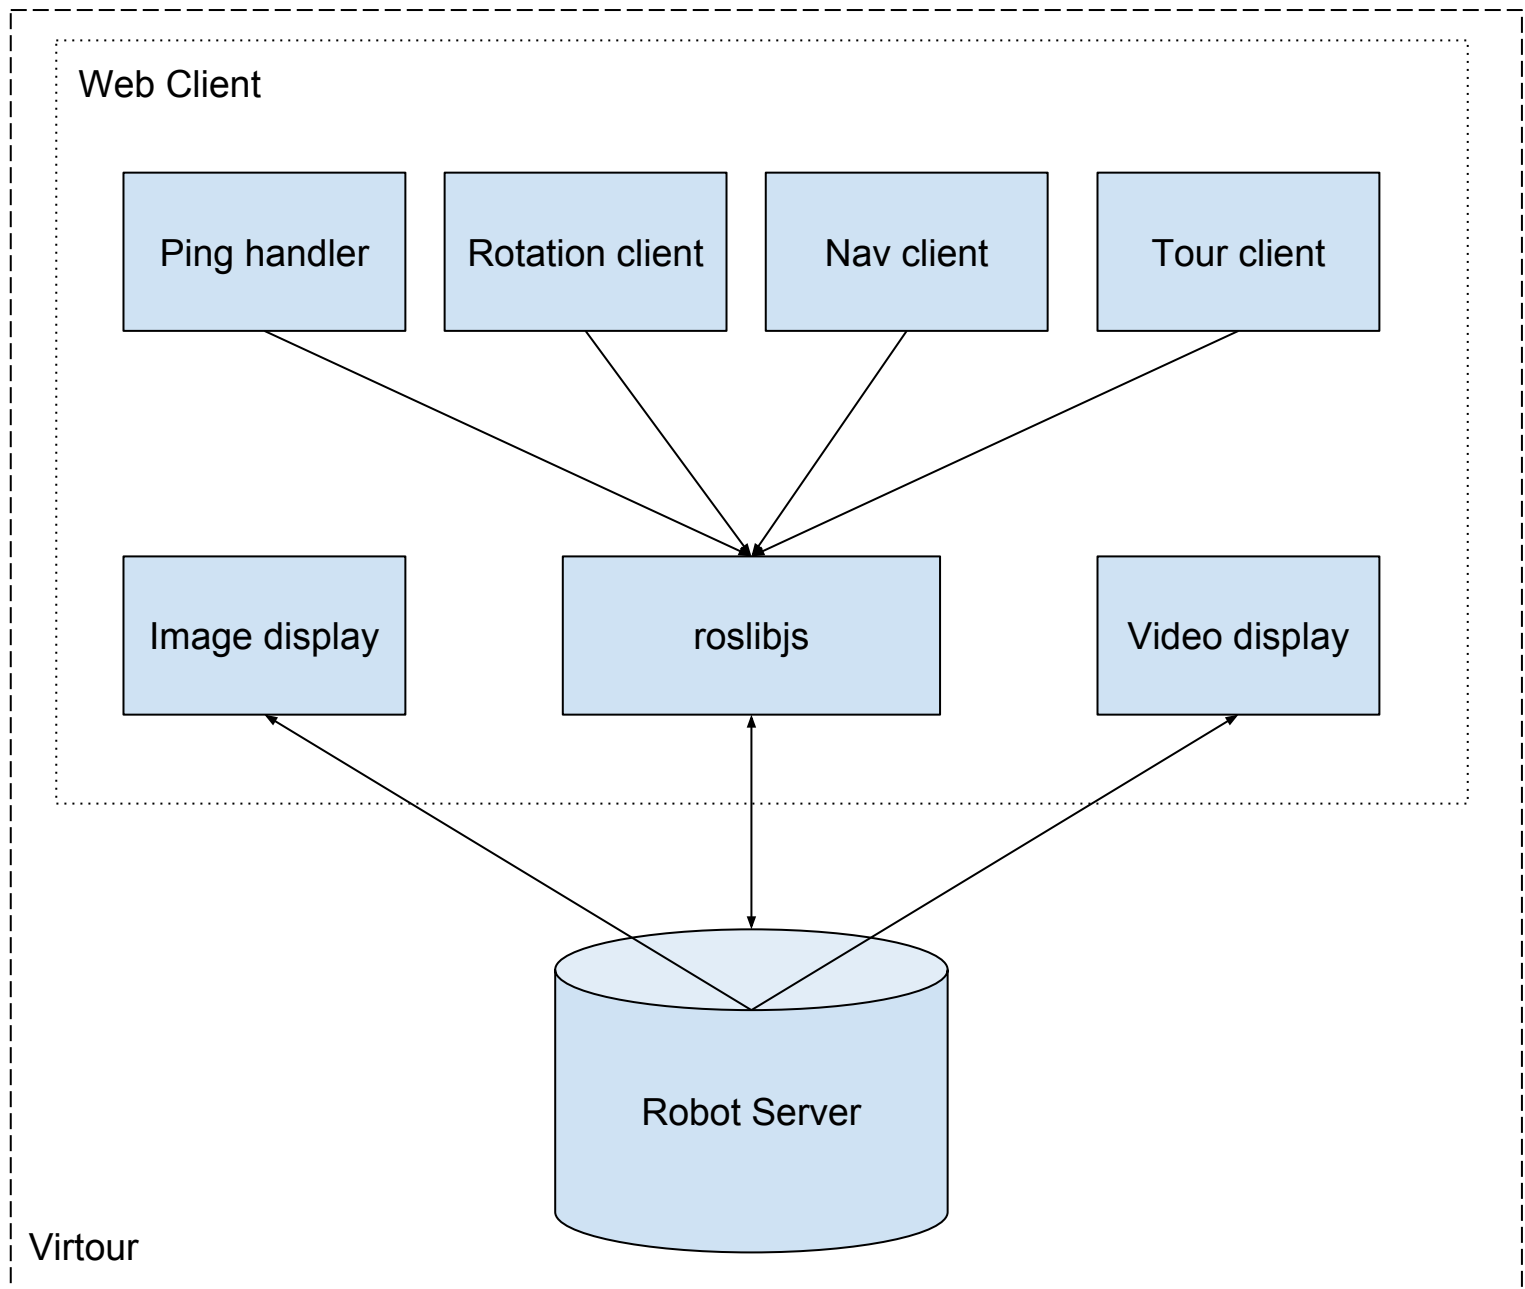 Web Client
Ping handler
Rotation client
Nav client
Tour client
Image display
roslibjs
Video display
Robot Server
Virtour